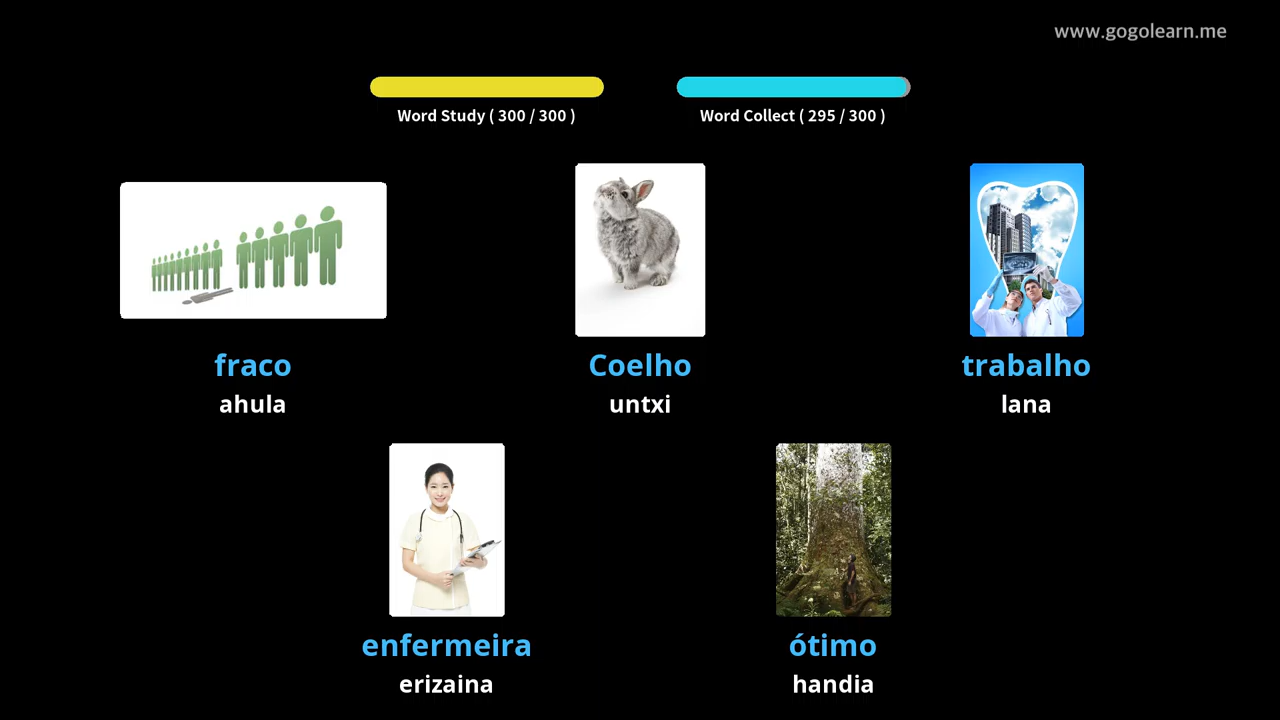 www.gogolearn.me
Word Study ( 300 / 300 )
Word Collect ( 295 / 300 )
fraco
ahula
Coelho
untxi
trabalho
lana
enfermeira
erizaina
ótimo
handia